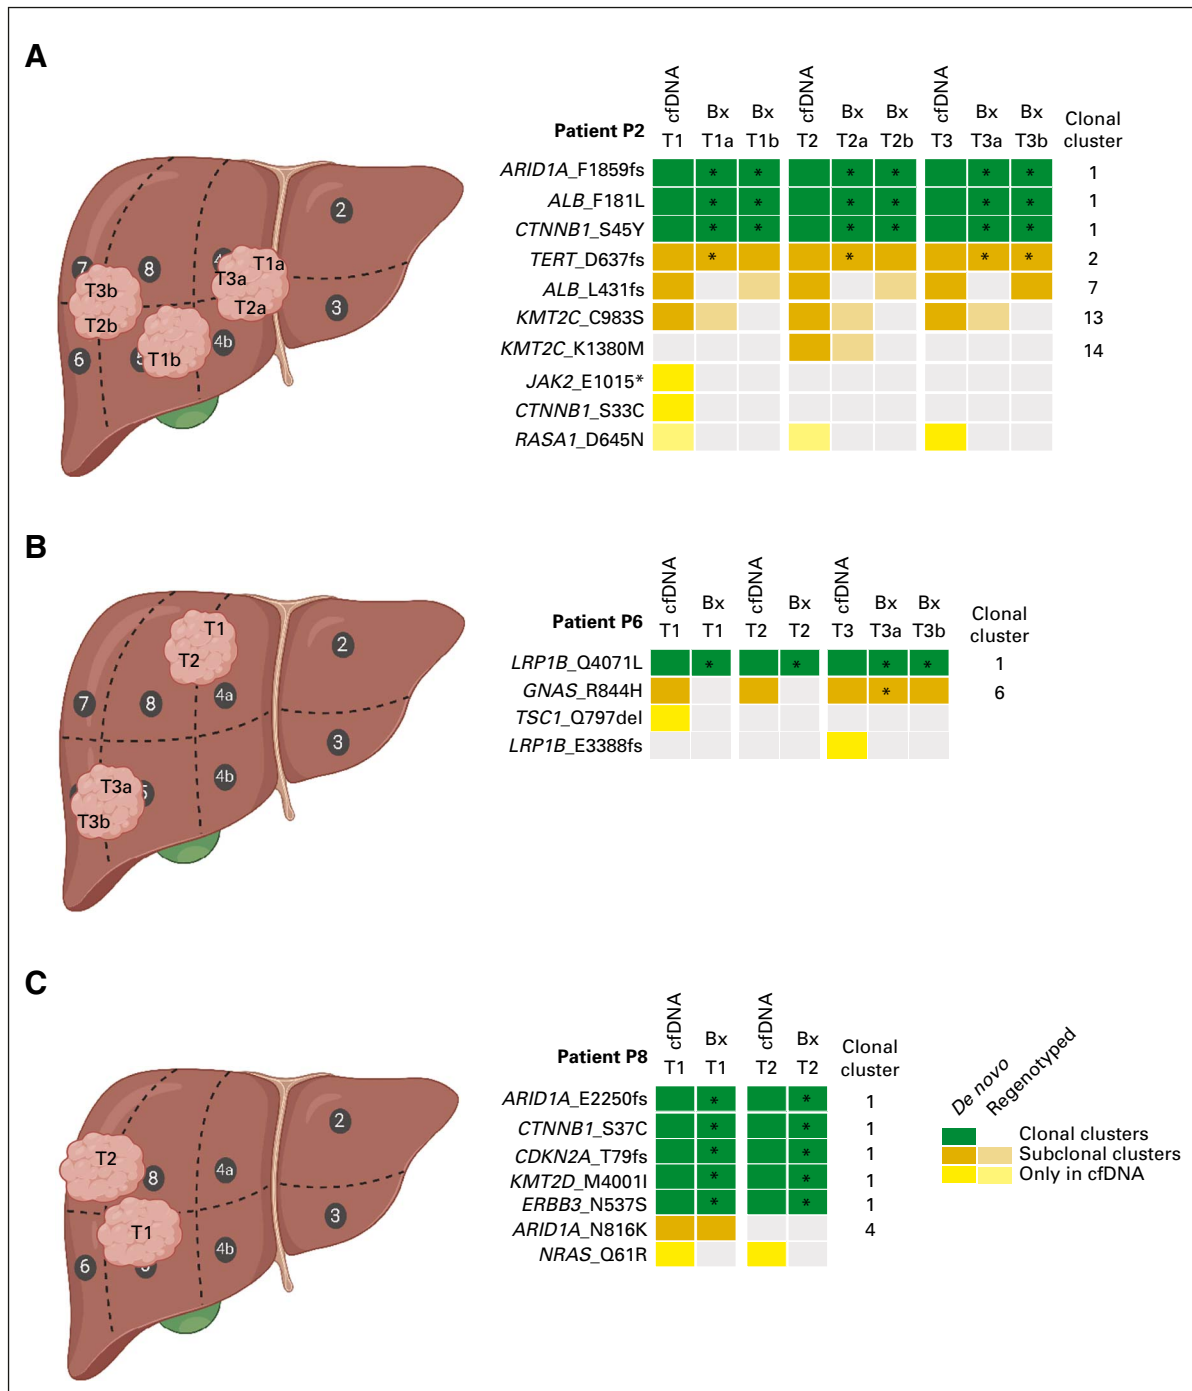 A
cfDNA Bx Bx cfDNA Bx Bx cfDNA Bx Bx Clonal cluster
Patient P2 T1 T1a T1b T2 T2a T2b T3 T3a T3b
ARID1A_F1859fs * * * * * * 1
ALB_F181L * * * * * * 1
CTNNB1_S45Y * * * * * * 1
TERT_D637fs * * * * 2
ALB_L431fs 7
KMT2C_C983S 13
KMT2C_K1380M 14
JAK2_E1015*
CTNNB1_S33C
RASA1_D645N
2
7 8 4 T1a
T3a
T3b
T2a 3
T2b
4b
6 5 T1b
B
cfDNA Bx cfDNA Bx cfDNA Bx Bx Clonal cluster
Patient P6 T1 T1 T2 T2 T3 T3a T3b
LRP1B_Q4071L * * * * 1
GNAS_R844H * 6
TSC1_Q797del
LRP1B_E3388fs
T1
2
T2
7 8 4a
3
4b
T3a 5
T3b
C
cfDNA Bx cfDNA Bx Clonal cluster
Patient P8 T1 T1 T2 T2
ARID1A_E2250fs * * 1
CTNNB1_S37C * * 1
CDKN2A_T79fs * * 1
KMT2D_M4001I * * 1
ERBB3_N537S * * 1
ARID1A_N816K 4
NRAS_Q61R
2
T2
8 4a
3
T1
4b
6 5
De novo
Regenotyped
Clonal clusters
Subclonal clusters
Only in cfDNA